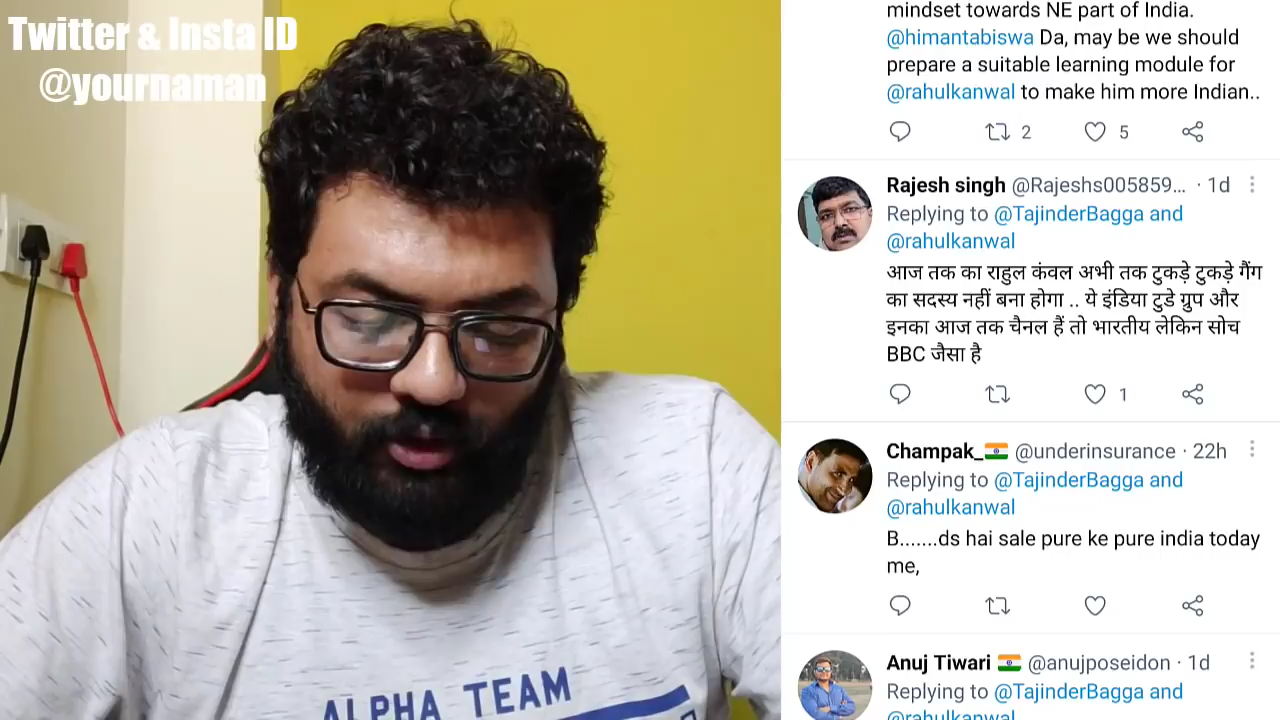 Twitter & Insta ID
@yournaman
ALPHA TEAM
mindset towards NE part of India.
@himantabiswa Da, may be we should
prepare a suitable learning module for
@rahulkanwal to make him more Indian..
2 5
Rajesh singh @Rajeshs005859... · 1d
Replying to @TajinderBagga and
@rahulkanwal
आज तक का राहुल कंवल अभी तक टुकड़े टुकड़े गैंग
का सदस्य नहीं बना होगा .. ये इंडिया टुडे ग्रुप और
इनका आज तक चैनल हैं तो भारतीय लेकिन सोच
BBC जैसा है
1
Champak_🇮🇳 @underinsurance · 22h
Replying to @TajinderBagga and
@rahulkanwal
B.......ds hai sale pure ke pure india today
me,
Anuj Tiwari 🇮🇳 @anujposeidon · 1d
Replying to @TajinderBagga and
@rahulkanwal